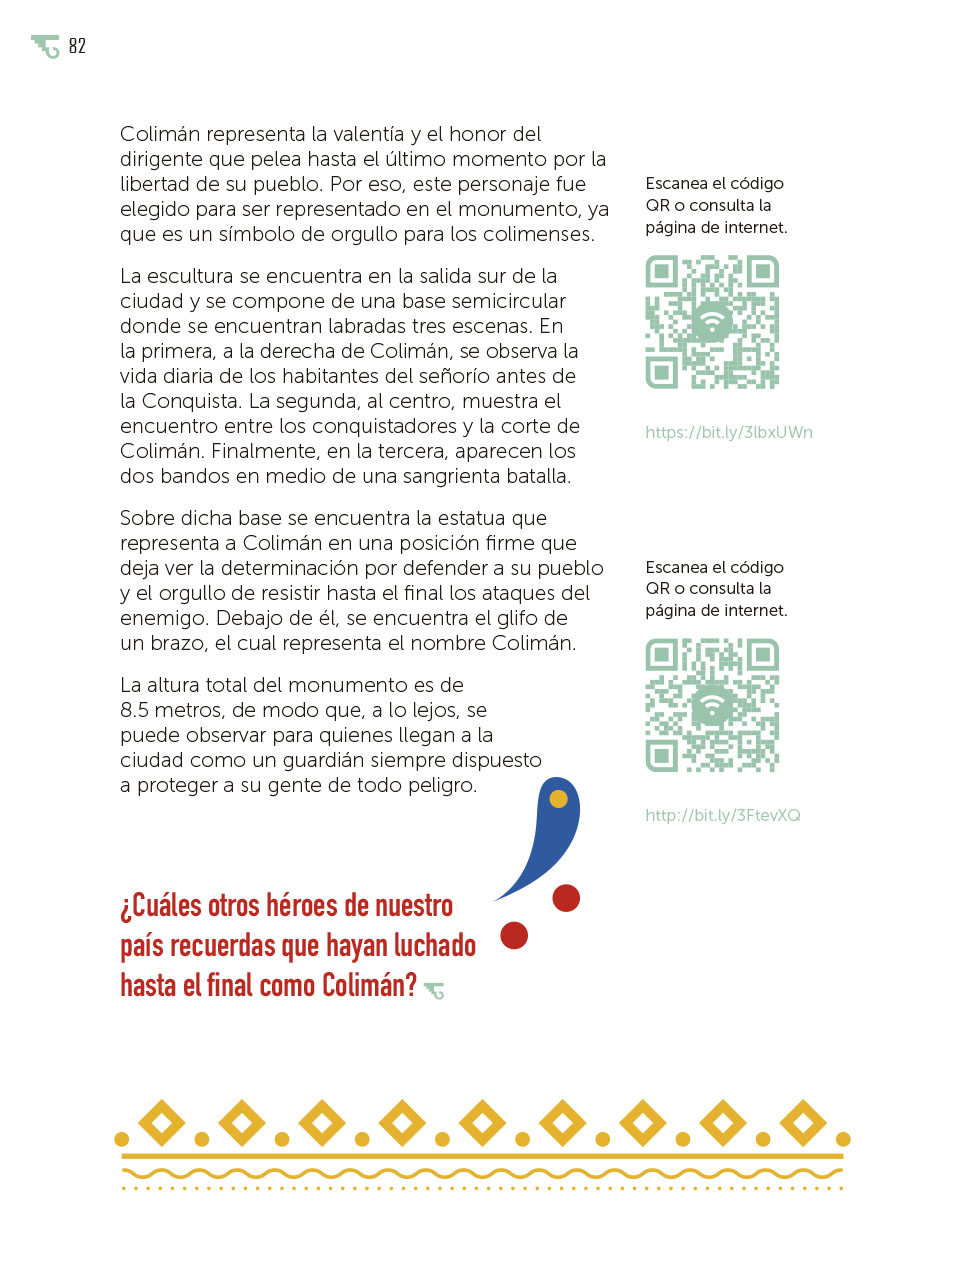 82
Colimán representa la valentía y el honor del
dirigente que pelea hasta el último momento por la
libertad de su pueblo. Por eso, este personaje fue
elegido para ser representado en el monumento, ya
que es un símbolo de orgullo para los colimenses.
La escultura se encuentra en la salida sur de la
ciudad y se compone de una base semicircular
donde se encuentran labradas tres escenas. En
la primera, a la derecha de Colimán, se observa la
vida diaria de los habitantes del señorío antes de
la Conquista. La segunda, al centro, muestra el
encuentro entre los conquistadores y la corte de
Colimán. Finalmente, en la tercera, aparecen los
dos bandos en medio de una sangrienta batalla.
Sobre dicha base se encuentra la estatua que
representa a Colimán en una posición firme que
deja ver la determinación por defender a su pueblo
y el orgullo de resistir hasta el final los ataques del
enemigo. Debajo de él, se encuentra el glifo de
un brazo, el cual representa el nombre Colimán.
La altura total del monumento es de
8.5 metros, de modo que, a lo lejos, se
puede observar para quienes llegan a la
ciudad como un guardián siempre dispuesto
a proteger a su gente de todo peligro.
¿Cuáles otros héroes de nuestro
país recuerdas que hayan luchado
hasta el final como Colimán?
Escanea el código
QR o consulta la
página de internet.
https://bit.ly/3lbxUWn
Escanea el código
QR o consulta la
página de internet.
http://bit.ly/3FtevXQ